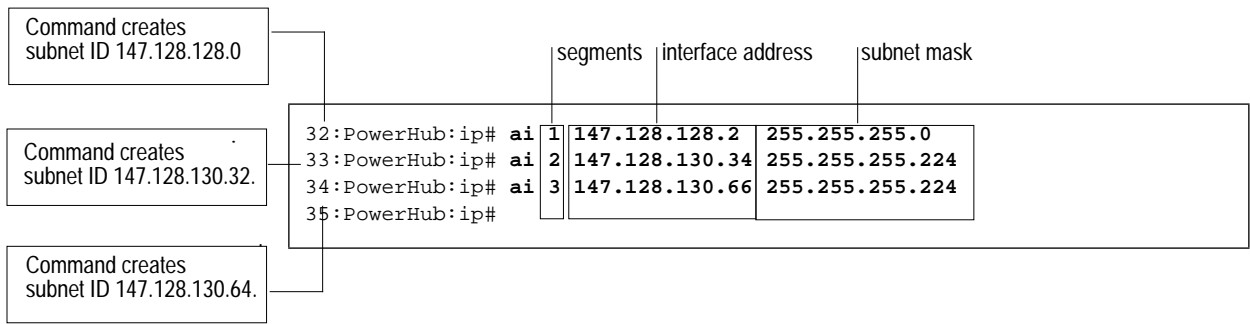 Command creates
subnet ID 147.128.128.0
segments interface address subnet mask
32:PowerHub:ip# ai 1 147.128.128.2 255.255.255.0
Command creates
subnet ID 147.128.130.32.
33:PowerHub:ip# ai 2 147.128.130.34 255.255.255.224
34:PowerHub:ip# ai 3 147.128.130.66 255.255.255.224
35:PowerHub:ip#
Command creates
subnet ID 147.128.130.64.